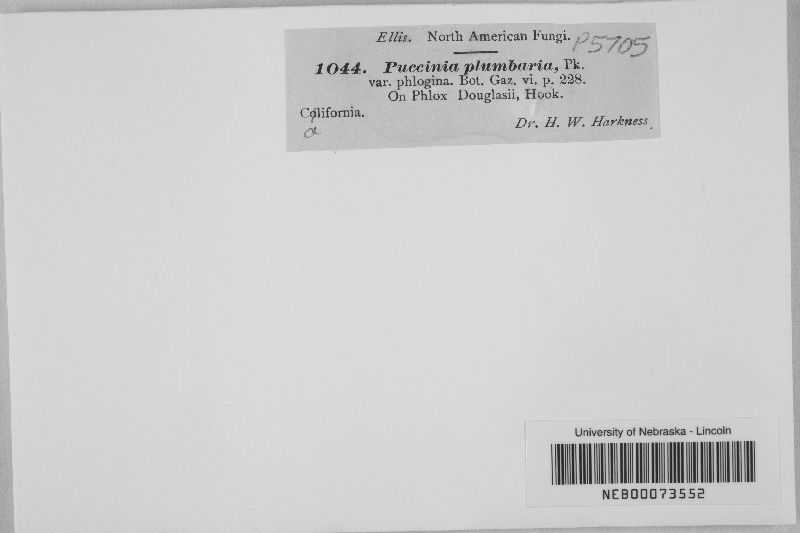 Ellis. North American Fungi. P5705
1044. Puccinia plumbaria, Pk.
var. phlogina. Bot. Gaz. vi. p. 228.
On Phlox Douglasii, Hook.
Colifornia.
a
Dr. H. W. Harkness.
University of Nebraska - Lincoln
NEB00073552